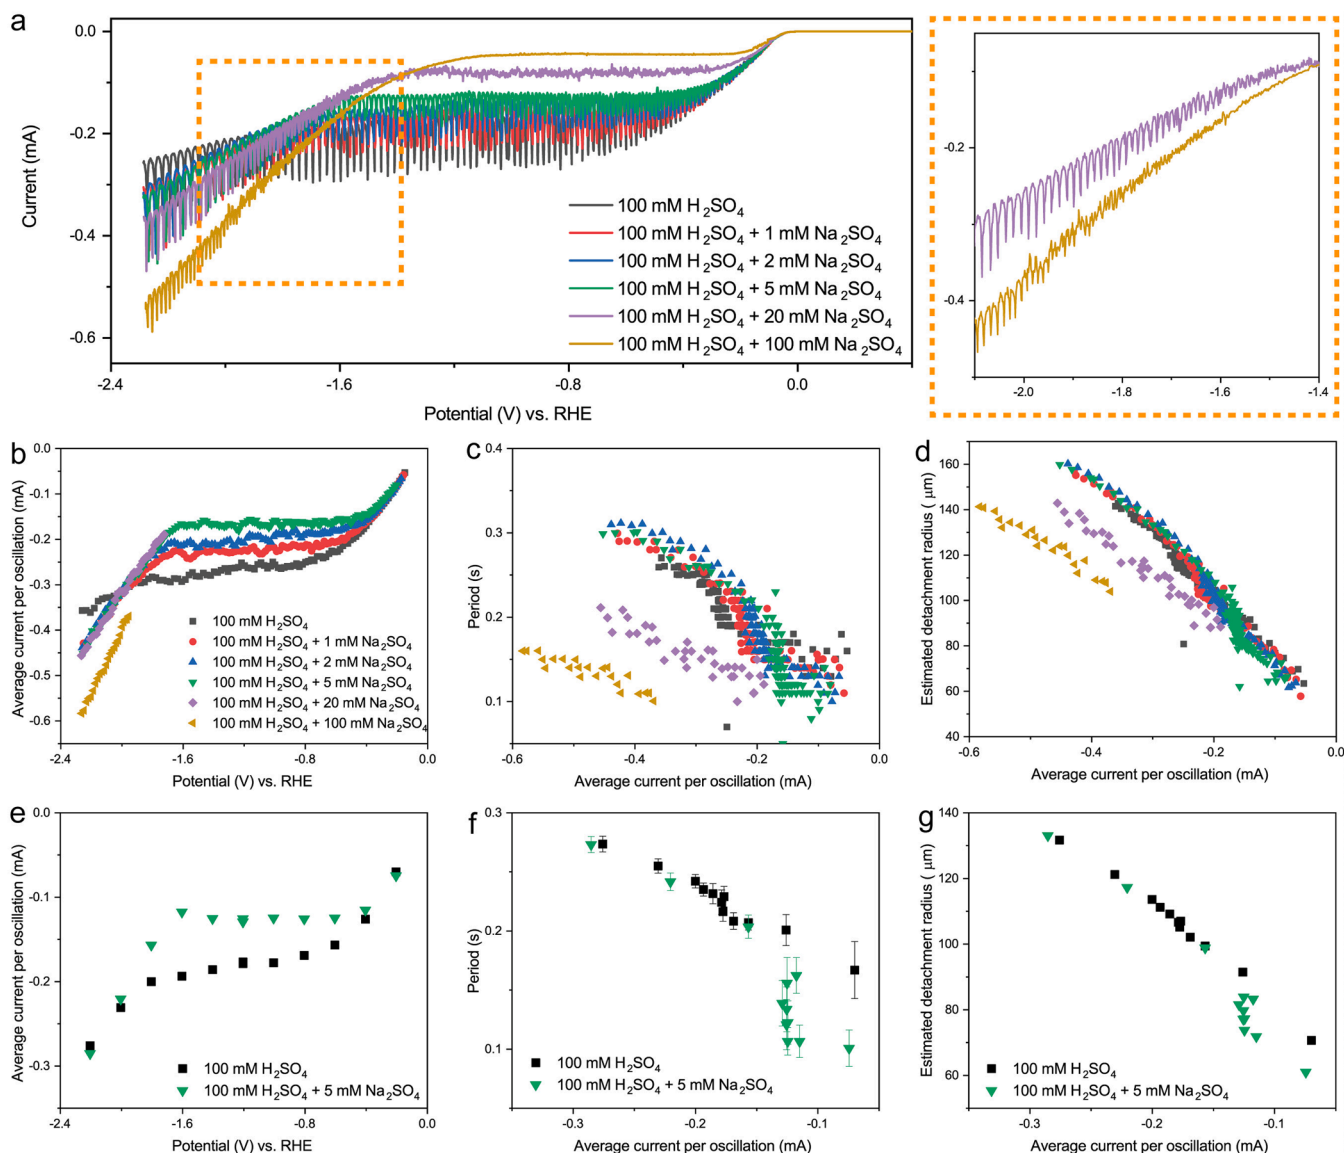 a
0.0
-0.2
-0.4
-0.6
Current (mA)
-2.4
-1.6
-0.8
0.0
Potential (V) vs. RHE
100 mM H₂SO₄
100 mM H₂SO₄ + 1 mM Na₂SO₄
100 mM H₂SO₄ + 2 mM Na₂SO₄
100 mM H₂SO₄ + 5 mM Na₂SO₄
100 mM H₂SO₄ + 20 mM Na₂SO₄
100 mM H₂SO₄ + 100 mM Na₂SO₄
-0.2
-0.4
-2.0
-1.8
-1.6
-1.4
b
0.0
-0.1
-0.2
-0.3
-0.4
-0.5
-0.6
Average current per oscillation (mA)
100 mM H₂SO₄
100 mM H₂SO₄ + 1 mM Na₂SO₄
100 mM H₂SO₄ + 2 mM Na₂SO₄
100 mM H₂SO₄ + 5 mM Na₂SO₄
100 mM H₂SO₄ + 20 mM Na₂SO₄
100 mM H₂SO₄ + 100 mM Na₂SO₄
-2.4
-1.6
-0.8
0.0
Potential (V) vs. RHE
c
0.4
0.3
0.2
0.1
Period (s)
-0.6
-0.4
-0.2
0.0
Average current per oscillation (mA)
d
160
140
120
100
80
60
40
Estimated detachment radius (μm)
-0.6
-0.4
-0.2
0.0
Average current per oscillation (mA)
e
0.0
-0.1
-0.2
-0.3
Average current per oscillation (mA)
100 mM H₂SO₄
100 mM H₂SO₄ + 5 mM Na₂SO₄
-2.4
-1.6
-0.8
0.0
Potential (V) vs. RHE
f
0.3
0.2
0.1
Period (s)
100 mM H₂SO₄
100 mM H₂SO₄ + 5 mM Na₂SO₄
-0.3
-0.2
-0.1
Average current per oscillation (mA)
g
140
120
100
80
60
Estimated detachment radius (μm)
100 mM H₂SO₄
100 mM H₂SO₄ + 5 mM Na₂SO₄
-0.3
-0.2
-0.1
Average current per oscillation (mA)